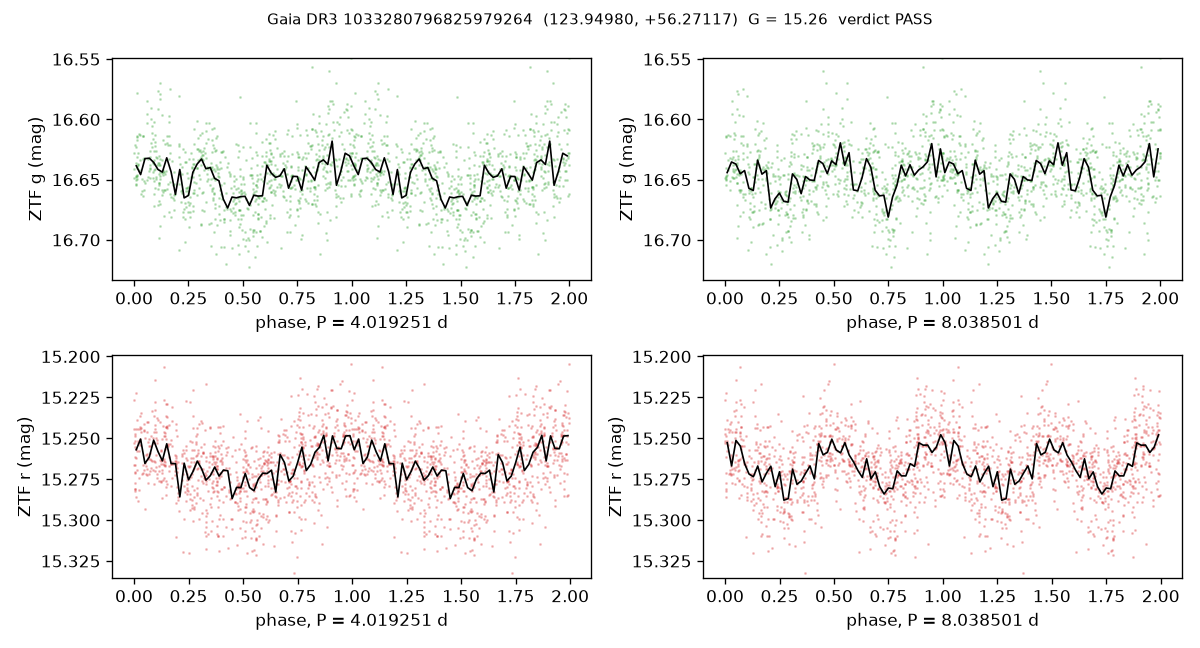 Gaia DR3 1033280796825979264  (123.94980, +56.27117)  G = 15.26  verdict PASS
ZTF g (mag)
16.55
16.60
16.65
16.70
0.00 0.25 0.50 0.75 1.00 1.25 1.50 1.75 2.00
phase, P = 4.019251 d
ZTF g (mag)
16.55
16.60
16.65
16.70
0.00 0.25 0.50 0.75 1.00 1.25 1.50 1.75 2.00
phase, P = 8.038501 d
ZTF r (mag)
15.200
15.225
15.250
15.275
15.300
15.325
0.00 0.25 0.50 0.75 1.00 1.25 1.50 1.75 2.00
phase, P = 4.019251 d
ZTF r (mag)
15.200
15.225
15.250
15.275
15.300
15.325
0.00 0.25 0.50 0.75 1.00 1.25 1.50 1.75 2.00
phase, P = 8.038501 d